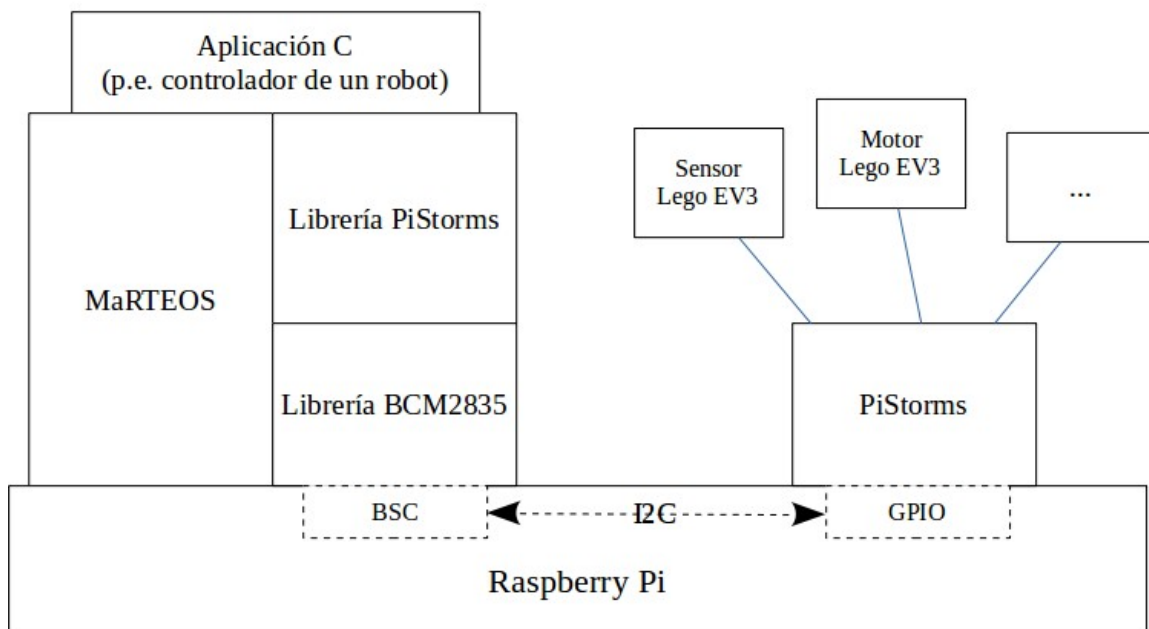 Aplicación C
(p.e. controlador de un robot)
MaRTEOS
Librería PiStorms
Librería BCM2835
Sensor
Lego EV3
Motor
Lego EV3
...
PiStorms
BSC
I2C
GPIO
Raspberry Pi